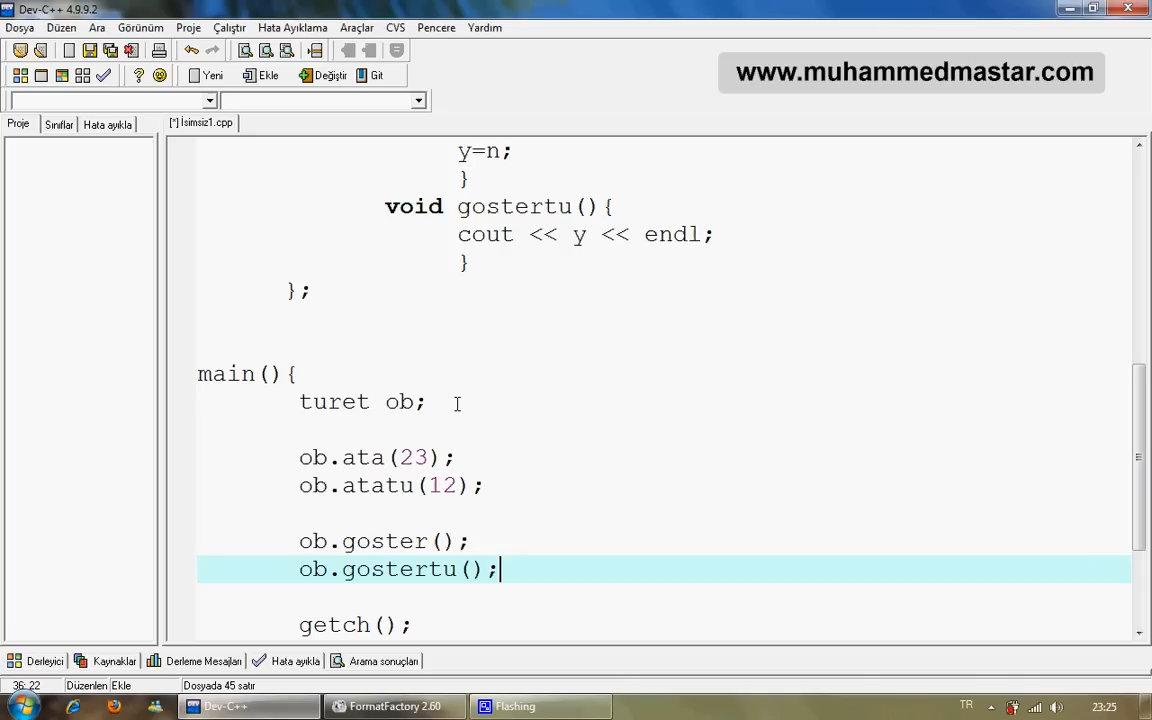 Dev-C++ 4.9.9.2
Dosya Düzen Ara Görünüm Proje Çalıştır Hata Ayıklama Araçlar CVS Pencere Yardım
Yeni Ekle Değiştir Git
www.muhammedmastar.com
Proje Sınıflar Hata ayıkla [*] İsimsiz1.cpp
y=n;
}
void gostertu(){
cout << y << endl;
}
};
main(){
turet ob;
ob.ata(23);
ob.atatu(12);
ob.goster();
ob.gostertu();
getch();
Derleyici Kaynaklar Derleme Mesajları Hata ayıkla Arama sonuçları
36: 22 Düzenlen Ekle Dosyada 45 satır
Dev-C++ FormatFactory 2.60 Flashing TR 23:25